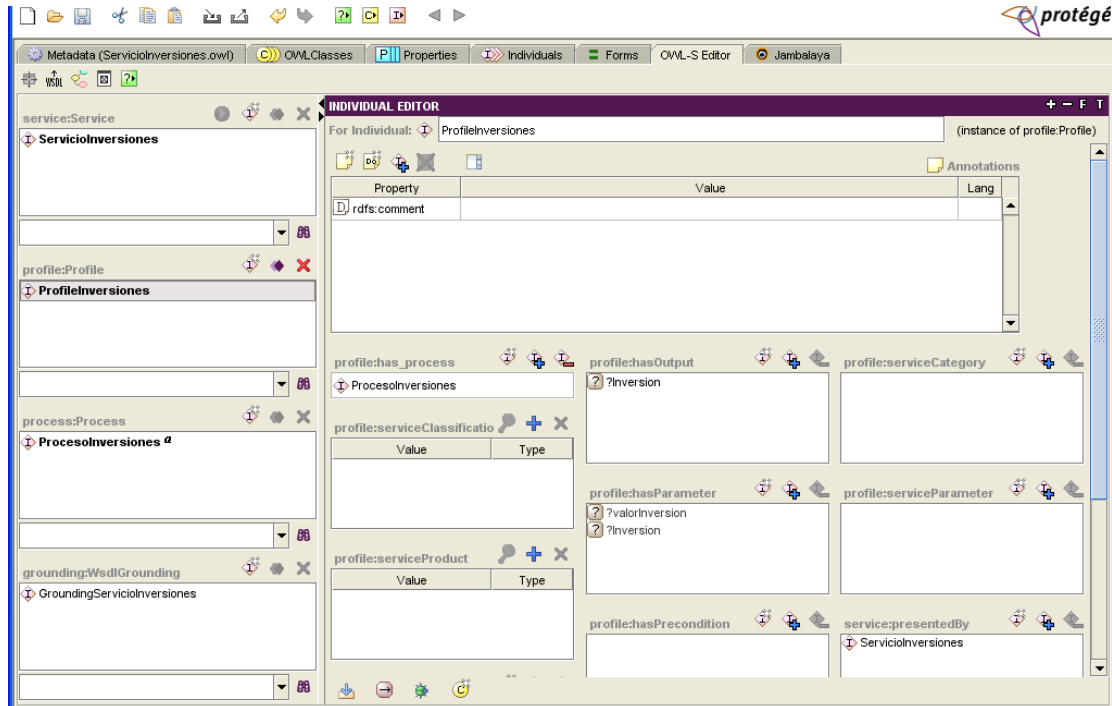 protégé
Metadata (ServicioInversiones.owl)
OWLClasses
Properties
Individuals
Forms
OWL-S Editor
Jambalaya
WSDL
service:Service
ServicioInversiones
profile:Profile
ProfileInversiones
process:Process
ProcesoInversiones a
grounding:WsdlGrounding
GroundingServicioInversiones
INDIVIDUAL EDITOR
+ − F T
For Individual: ProfileInversiones (instance of profile:Profile)
Annotations
Property Value Lang
rdfs:comment
profile:has_process
ProcesoInversiones
profile:serviceClassificatio
Value Type
profile:serviceProduct
Value Type
profile:hasOutput
?Inversion
profile:hasParameter
?valorInversion
?Inversion
profile:hasPrecondition
profile:serviceCategory
profile:serviceParameter
service:presentedBy
ServicioInversiones